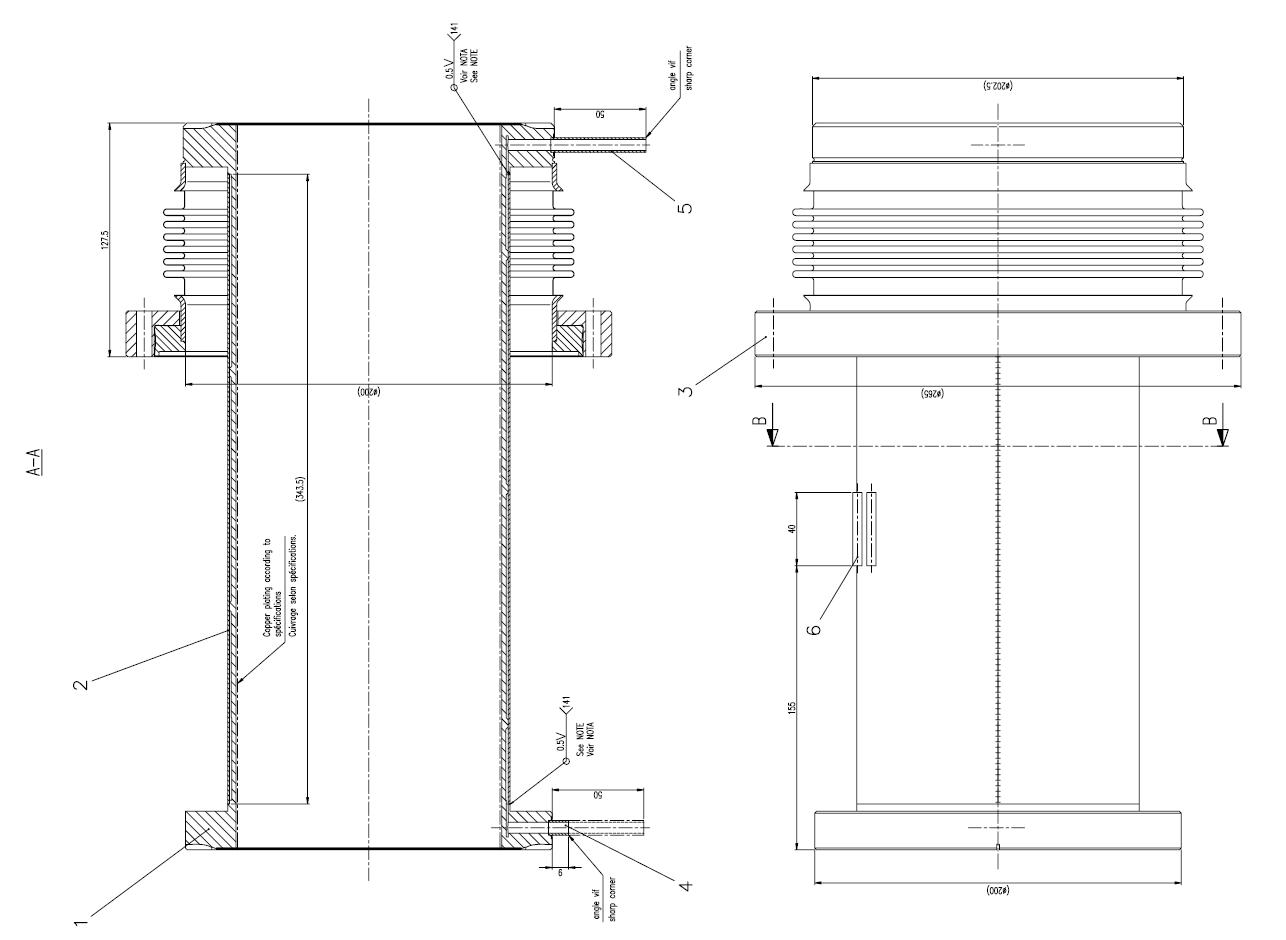 A-A
127.5
0.5
141
Voir NOTA
See NOTE
50
angle vif
sharp corner
5
(ø200)
(343.5)
Copper plating according to
spécifications
Cuivrage selon spécifications.
2
1
0.5
141
See NOTE
Voir NOTA
50
6
angle vif
sharp corner
4
(ø202.5)
3
(ø265)
B
B
40
6
155
(ø200)